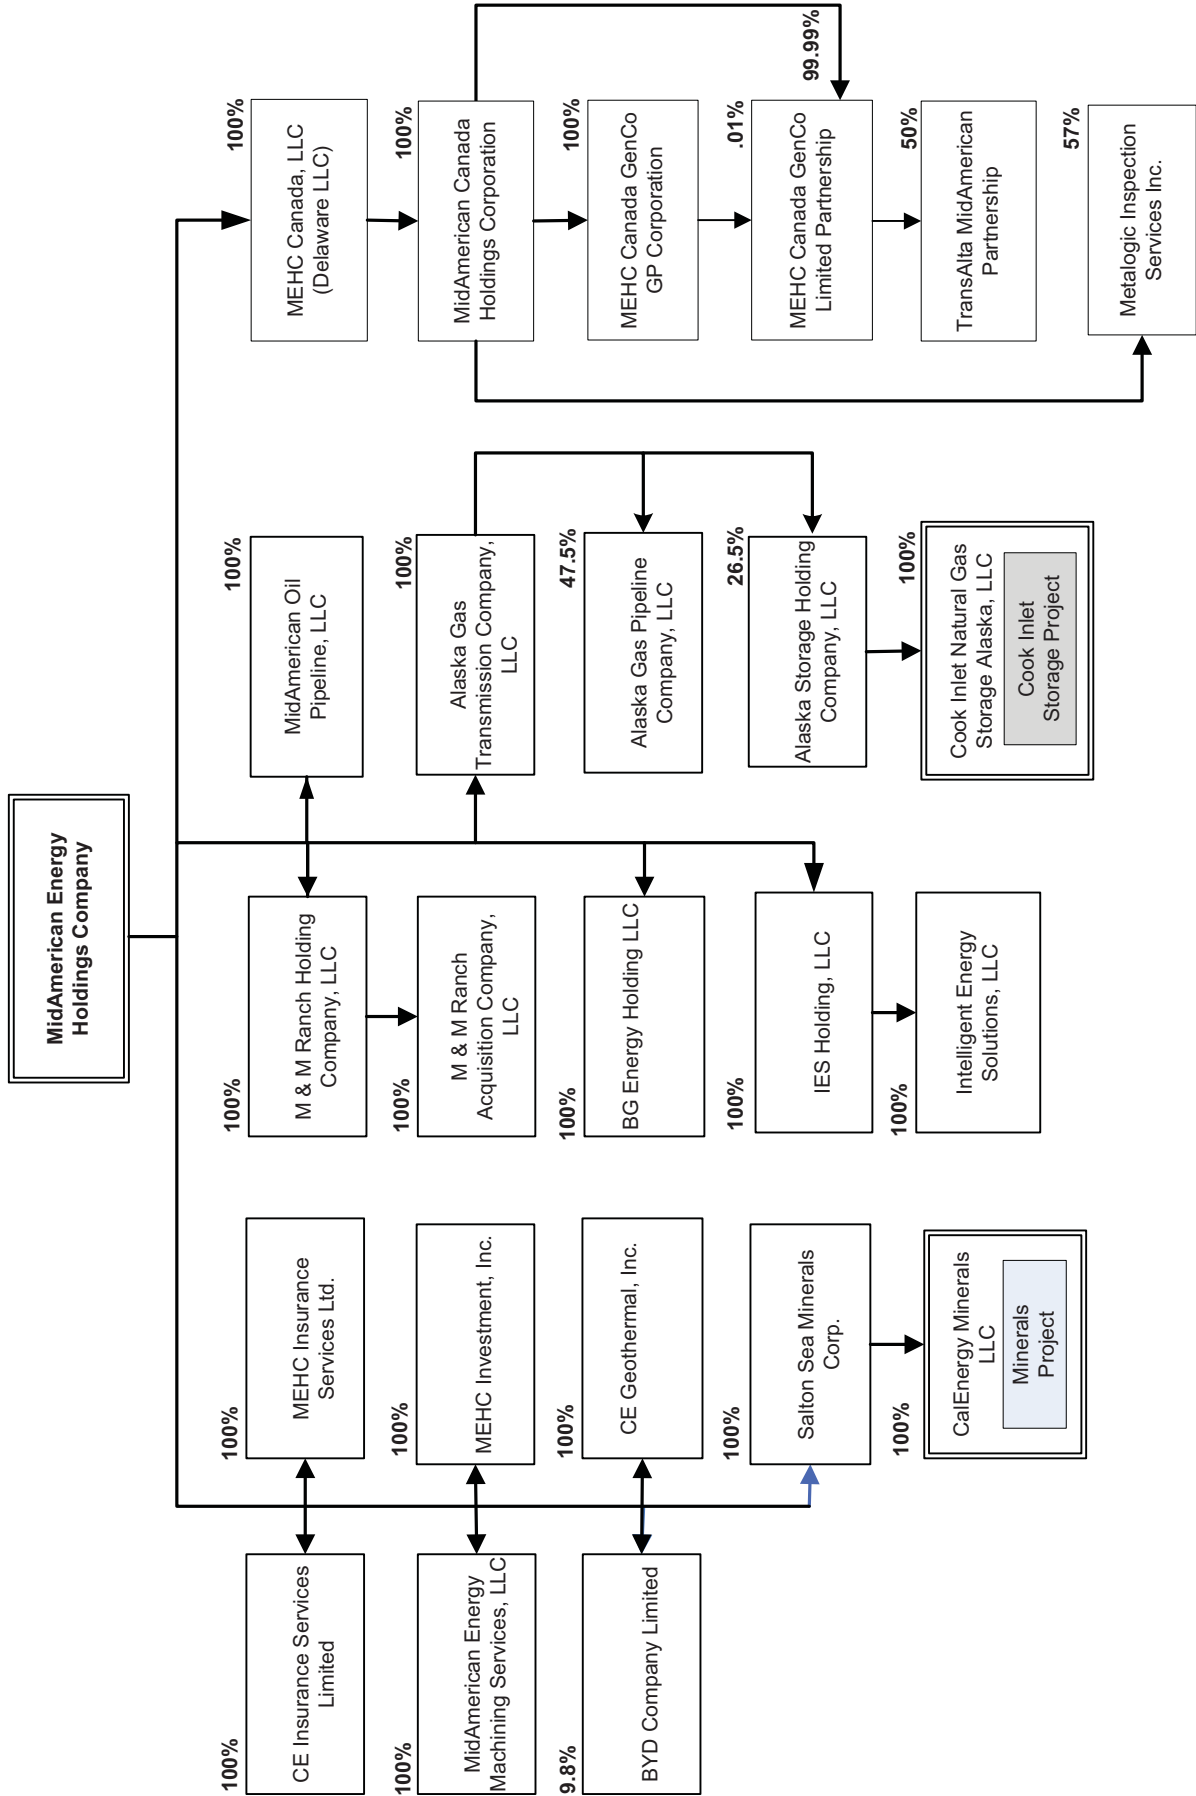 MidAmerican Energy
Holdings Company
100%
CE Insurance Services
Limited
100%
MEHC Insurance
Services Ltd.
100%
M & M Ranch Holding
Company, LLC
100%
MidAmerican Oil
Pipeline, LLC
100%
MEHC Canada, LLC
(Delaware LLC)
100%
MidAmerican Energy
Machining Services, LLC
100%
MEHC Investment, Inc.
100%
M & M Ranch
Acquisition Company,
LLC
100%
Alaska Gas
Transmission Company,
LLC
100%
MidAmerican Canada
Holdings Corporation
9.8%
BYD Company Limited
100%
CE Geothermal, Inc.
100%
BG Energy Holding LLC
47.5%
Alaska Gas Pipeline
Company, LLC
100%
MEHC Canada GenCo
GP Corporation
100%
Salton Sea Minerals
Corp.
100%
IES Holding, LLC
26.5%
Alaska Storage Holding
Company, LLC
.01%
99.99%
MEHC Canada GenCo
Limited Partnership
100%
CalEnergy Minerals
LLC
Minerals
Project
100%
Intelligent Energy
Solutions, LLC
100%
Cook Inlet Natural Gas
Storage Alaska, LLC
Cook Inlet
Storage Project
50%
TransAlta MidAmerican
Partnership
57%
Metalogic Inspection
Services Inc.